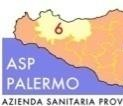 6
ASP
PALERMO
AZIENDA SANITARIA PROV